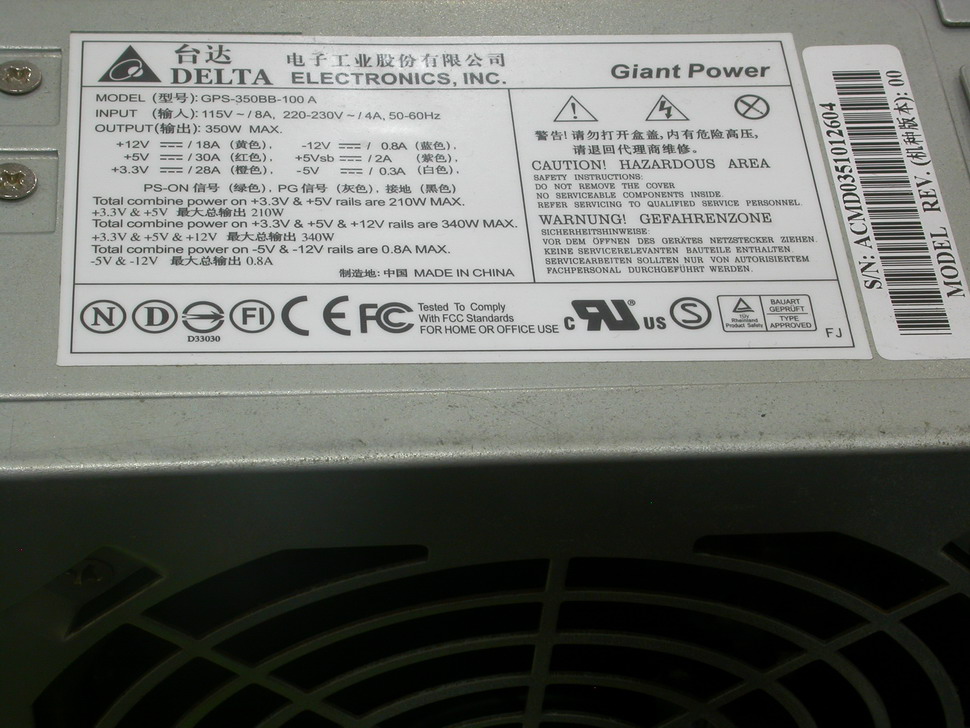 台达
DELTA
电子工业股份有限公司
ELECTRONICS, INC.
Giant Power
MODEL (型号): GPS-350BB-100 A
INPUT (输入): 115V ~ / 8A, 220-230V ~ / 4A, 50-60Hz
OUTPUT(输出): 350W MAX.
+12V / 18A (黄色), -12V / 0.8A (蓝色),
+5V / 30A (红色), +5Vsb / 2A (紫色),
+3.3V / 28A (橙色), -5V / 0.3A (白色),
PS-ON 信号 (绿色), PG 信号 (灰色), 接地 (黑色)
Total combine power on +3.3V & +5V rails are 210W MAX.
+3.3V & +5V 最大总输出 210W
Total combine power on +3.3V & +5V & +12V rails are 340W MAX.
+3.3V & +5V & +12V 最大总输出 340W
Total combine power on -5V & -12V rails are 0.8A MAX.
-5V & -12V 最大总输出 0.8A
制造地: 中国 MADE IN CHINA
警告! 请勿打开盒盖, 内有危险高压,
请退回代理商维修。
CAUTION! HAZARDOUS AREA
SAFETY INSTRUCTIONS:
DO NOT REMOVE THE COVER
NO SERVICEABLE COMPONENTS INSIDE.
REFER SERVICING TO QUALIFIED SERVICE PERSONNEL
WARNUNG! GEFAHRENZONE
SICHERHEITSHINWEISE:
VOR DEM ÖFFNEN DES GERÄTES NETZSTECKER ZIEHEN.
KEINE SERVICERELEVANTEN BAUTEILE ENTHALTEN.
SERVICEARBEITEN SOLLTEN NUR VON AUTORISIERTEM
FACHPERSONAL DURCHGEFÜHRT WERDEN.
N D S FI CE FC
D33030
Tested To Comply
With FCC Standards
FOR HOME OR OFFICE USE
c RU ® US
S
TÜV
Rheinland
Product Safety
BAUART
GEPRÜFT
TYPE
APPROVED
FJ
S/N: ACMD0351012604
MODEL REV. (机种版本): 00